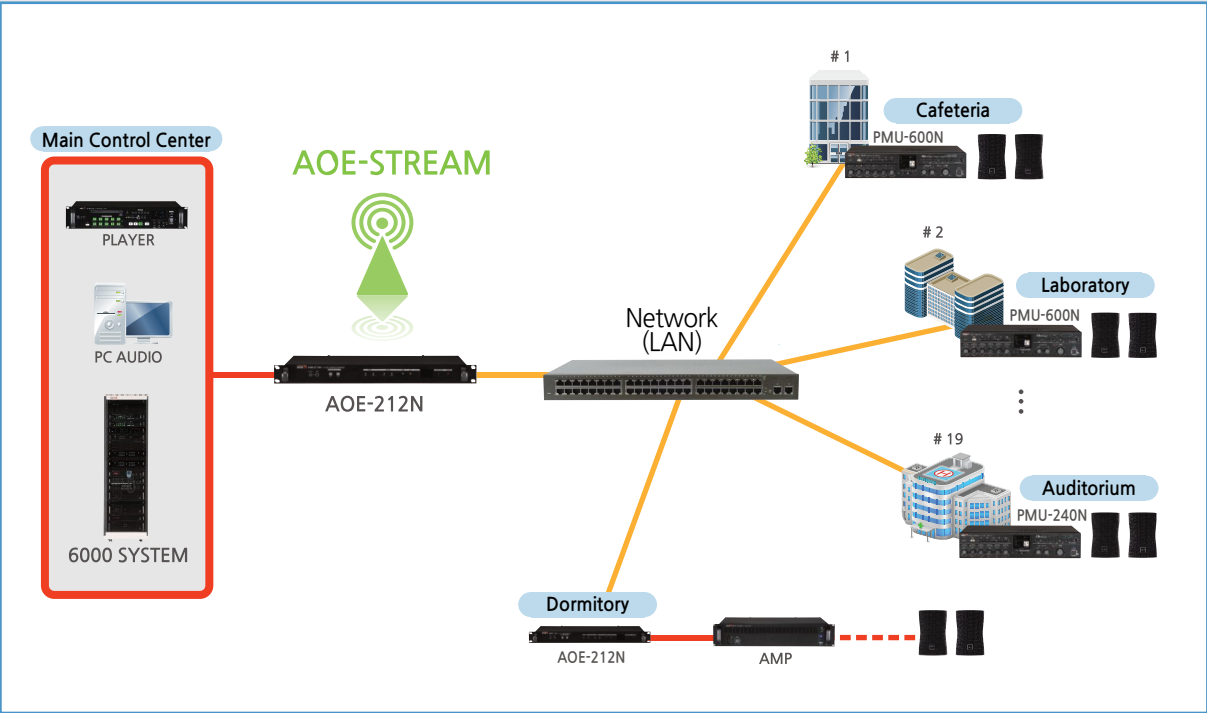 Main Control Center
PLAYER
PC AUDIO
6000 SYSTEM
AOE-STREAM
AOE-212N
Network
(LAN)
# 1
Cafeteria
PMU-600N
# 2
Laboratory
PMU-600N
# 19
Auditorium
PMU-240N
Dormitory
AOE-212N
AMP